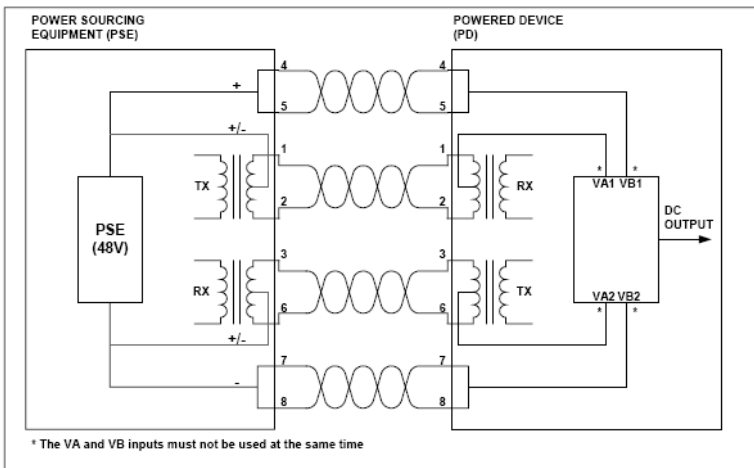 POWER SOURCING
EQUIPMENT (PSE)
POWERED DEVICE
(PD)
4
4
+
5
5
+/-
1
1
TX
RX
2
2
* *
VA1 VB1
PSE
(48V)
DC
OUTPUT
3
3
RX
TX
VA2 VB2
* *
6
6
+/-
7
7
-
8
8
* The VA and VB inputs must not be used at the same time